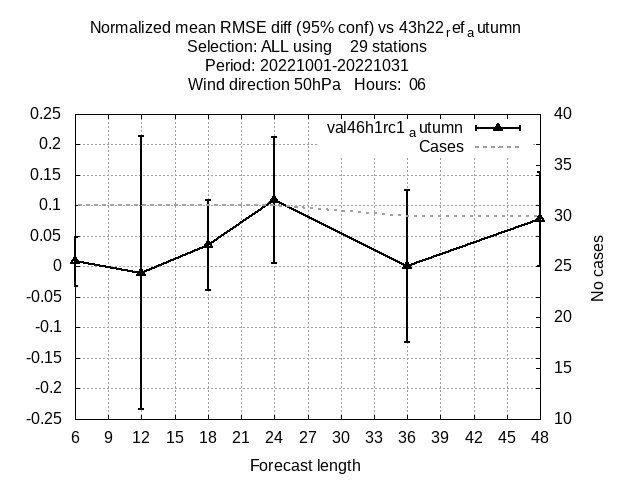 Normalized mean RMSE diff (95% conf) vs 43h22refautumn
Selection: ALL using 29 stations
Period: 20221001-20221031
Wind direction 50hPa Hours: 06
val46h1rc1autumn
Cases
0.25
0.2
0.15
0.1
0.05
0
-0.05
-0.1
-0.15
-0.2
-0.25
40
35
30
25
20
15
10
No cases
6 9 12 15 18 21 24 27 30 33 36 39 42 45 48
Forecast length